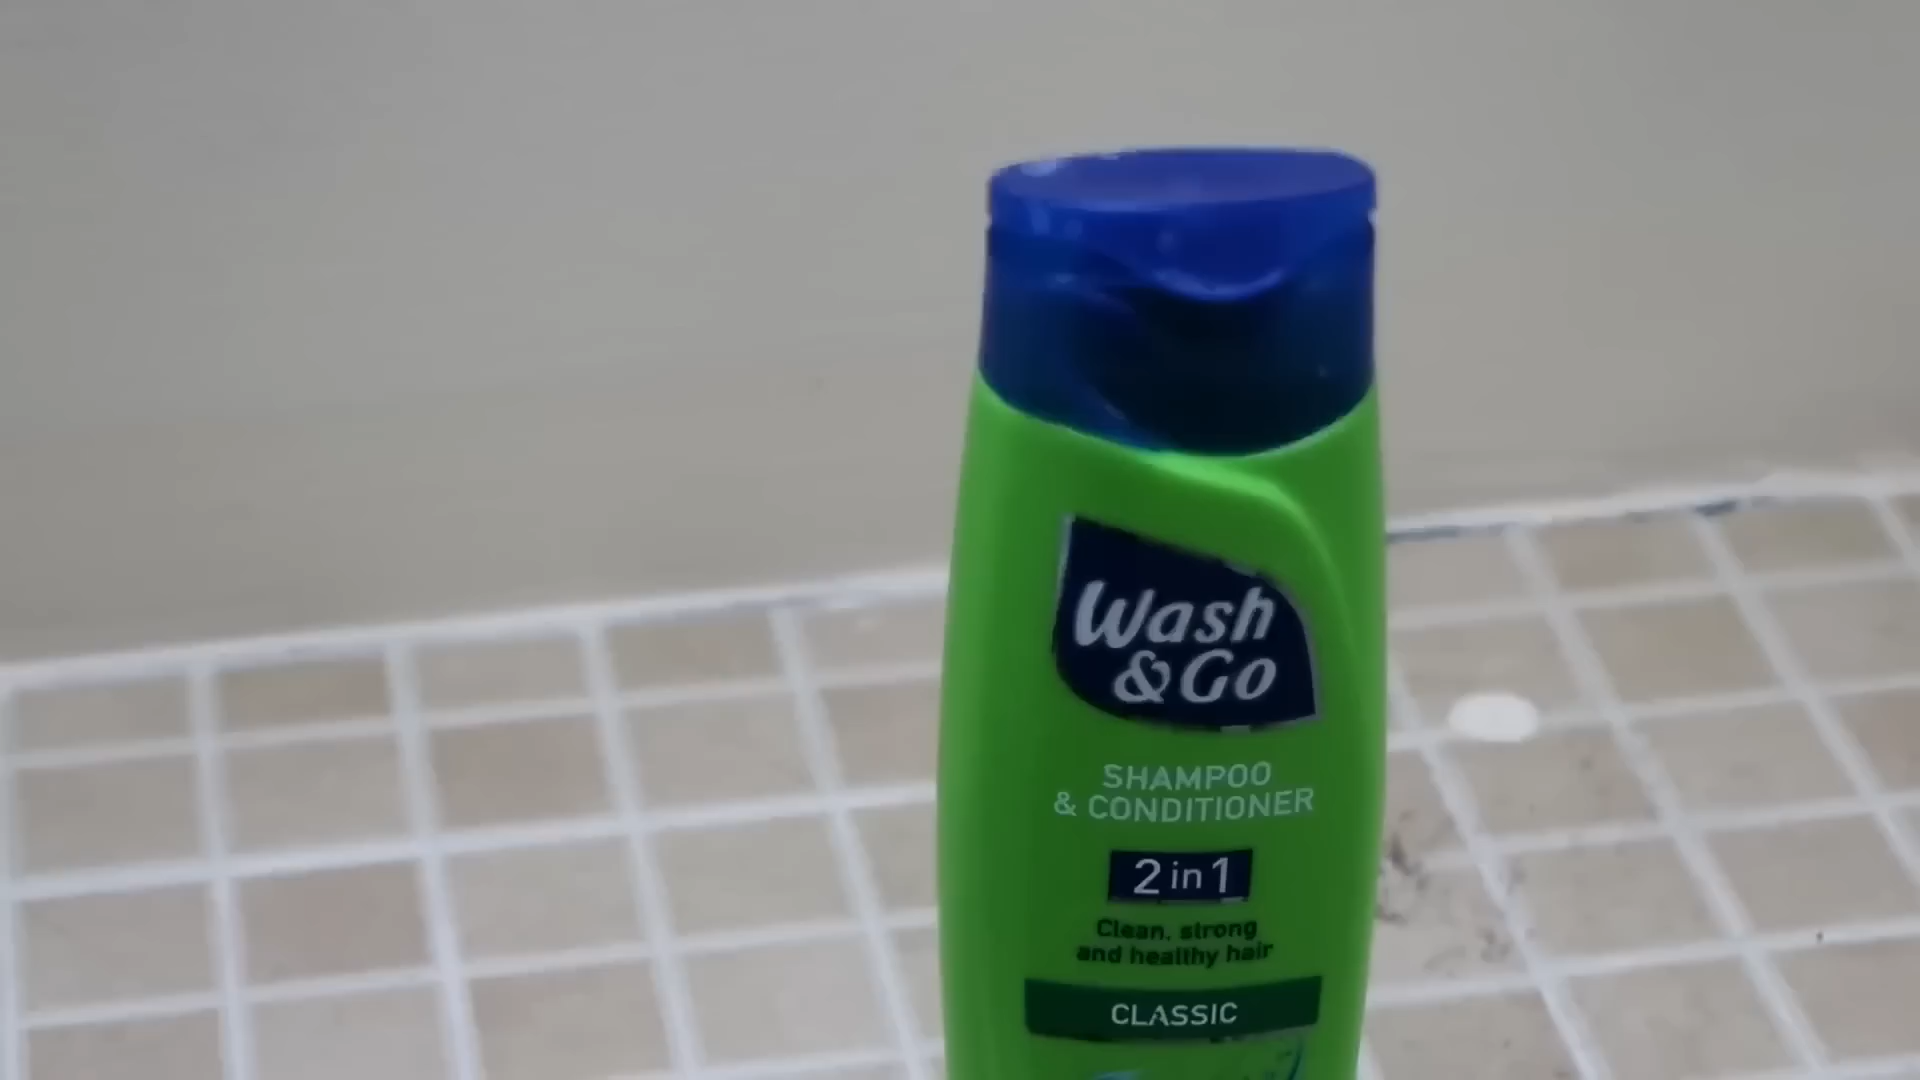 Wash
&Go
SHAMPOO
& CONDITIONER
2 in 1
Clean, strong
and healthy hair
CLASSIC